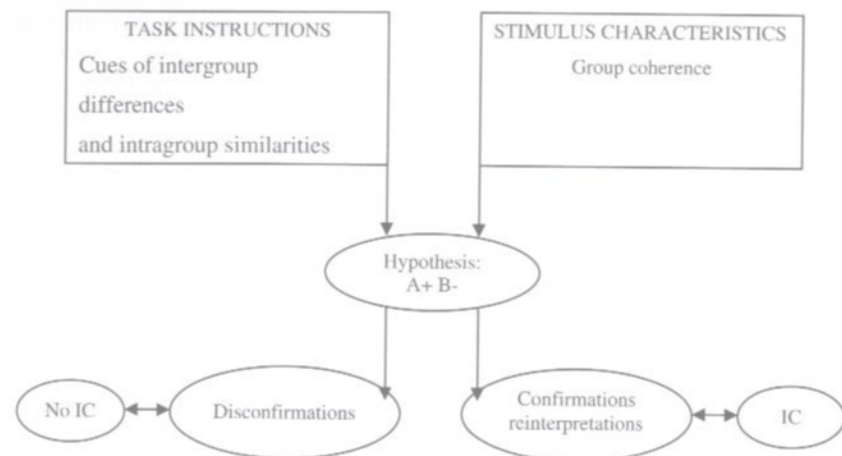 TASK INSTRUCTIONS
Cues of intergroup
differences
and intragroup similarities
STIMULUS CHARACTERISTICS
Group coherence
Hypothesis:
A+ B-
No IC
Disconfirmations
Confirmations
reinterpretations
IC